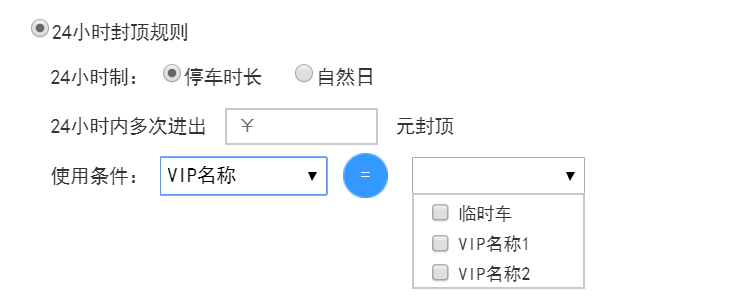 24小时封顶规则
24小时制： 停车时长 自然日
24小时内多次进出 ￥ 元封顶
使用条件： VIP名称 =
临时车
VIP名称1
VIP名称2